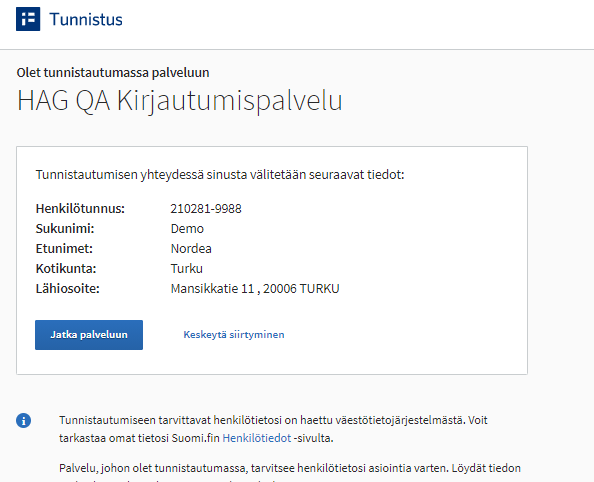 Tunnistus
Olet tunnistautumassa palveluun
HAG QA Kirjautumispalvelu
Tunnistautumisen yhteydessä sinusta välitetään seuraavat tiedot:
Henkilötunnus: 210281-9988
Sukunimi: Demo
Etunimet: Nordea
Kotikunta: Turku
Lähiosoite: Mansikkatie 11 , 20006 TURKU
Jatka palveluun Keskeytä siirtyminen
Tunnistautumiseen tarvittavat henkilötietosi on haettu väestötietojärjestelmästä. Voit
tarkastaa omat tietosi Suomi.fin Henkilötiedot -sivulta.
Palvelu, johon olet tunnistautumassa, tarvitsee henkilötietosi asiointia varten. Löydät tiedon